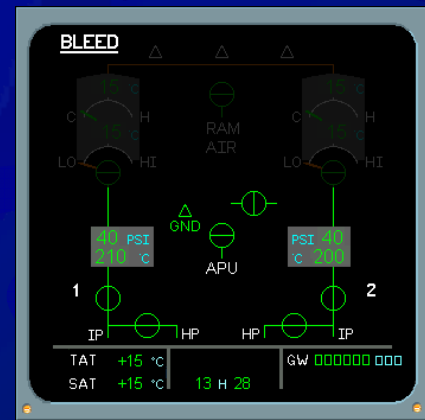 BLEED
15 °C 15 °C
C H C H
15 °C 15 °C
RAM
AIR
LO HI LO HI
GND
40 PSI PSI 40
210 °C °C 200
APU
1 2
IP HP HP IP
TAT +15 °C GW
SAT +15 °C 13 H 28